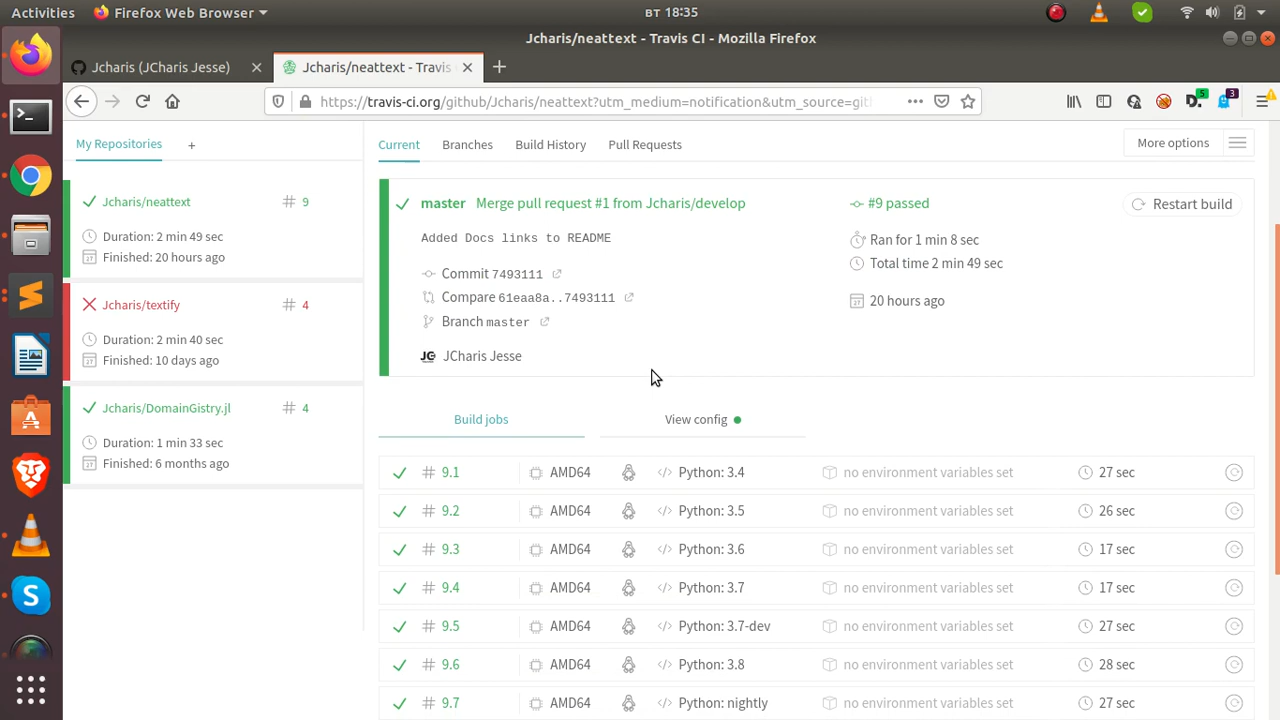 Activities Firefox Web Browser вт 18:35
Jcharis/neattext - Travis CI - Mozilla Firefox
Jcharis (JCharis Jesse) Jcharis/neattext - Travis
https://travis-ci.org/github/Jcharis/neattext?utm_medium=notification&utm_source=git
5 3
My Repositories +
Jcharis/neattext # 9
Duration: 2 min 49 sec
Finished: 20 hours ago
Jcharis/textify # 4
Duration: 2 min 40 sec
Finished: 10 days ago
Jcharis/DomainGistry.jl # 4
Duration: 1 min 33 sec
Finished: 6 months ago
Current Branches Build History Pull Requests More options
master Merge pull request #1 from Jcharis/develop #9 passed Restart build
Added Docs links to README Ran for 1 min 8 sec
Commit 7493111 Total time 2 min 49 sec
Compare 61eaa8a..7493111 20 hours ago
Branch master
JC JCharis Jesse
Build jobs View config
# 9.1 AMD64 Python: 3.4 no environment variables set 27 sec
# 9.2 AMD64 Python: 3.5 no environment variables set 26 sec
# 9.3 AMD64 Python: 3.6 no environment variables set 17 sec
# 9.4 AMD64 Python: 3.7 no environment variables set 17 sec
# 9.5 AMD64 Python: 3.7-dev no environment variables set 27 sec
# 9.6 AMD64 Python: 3.8 no environment variables set 28 sec
# 9.7 AMD64 Python: nightly no environment variables set 27 sec